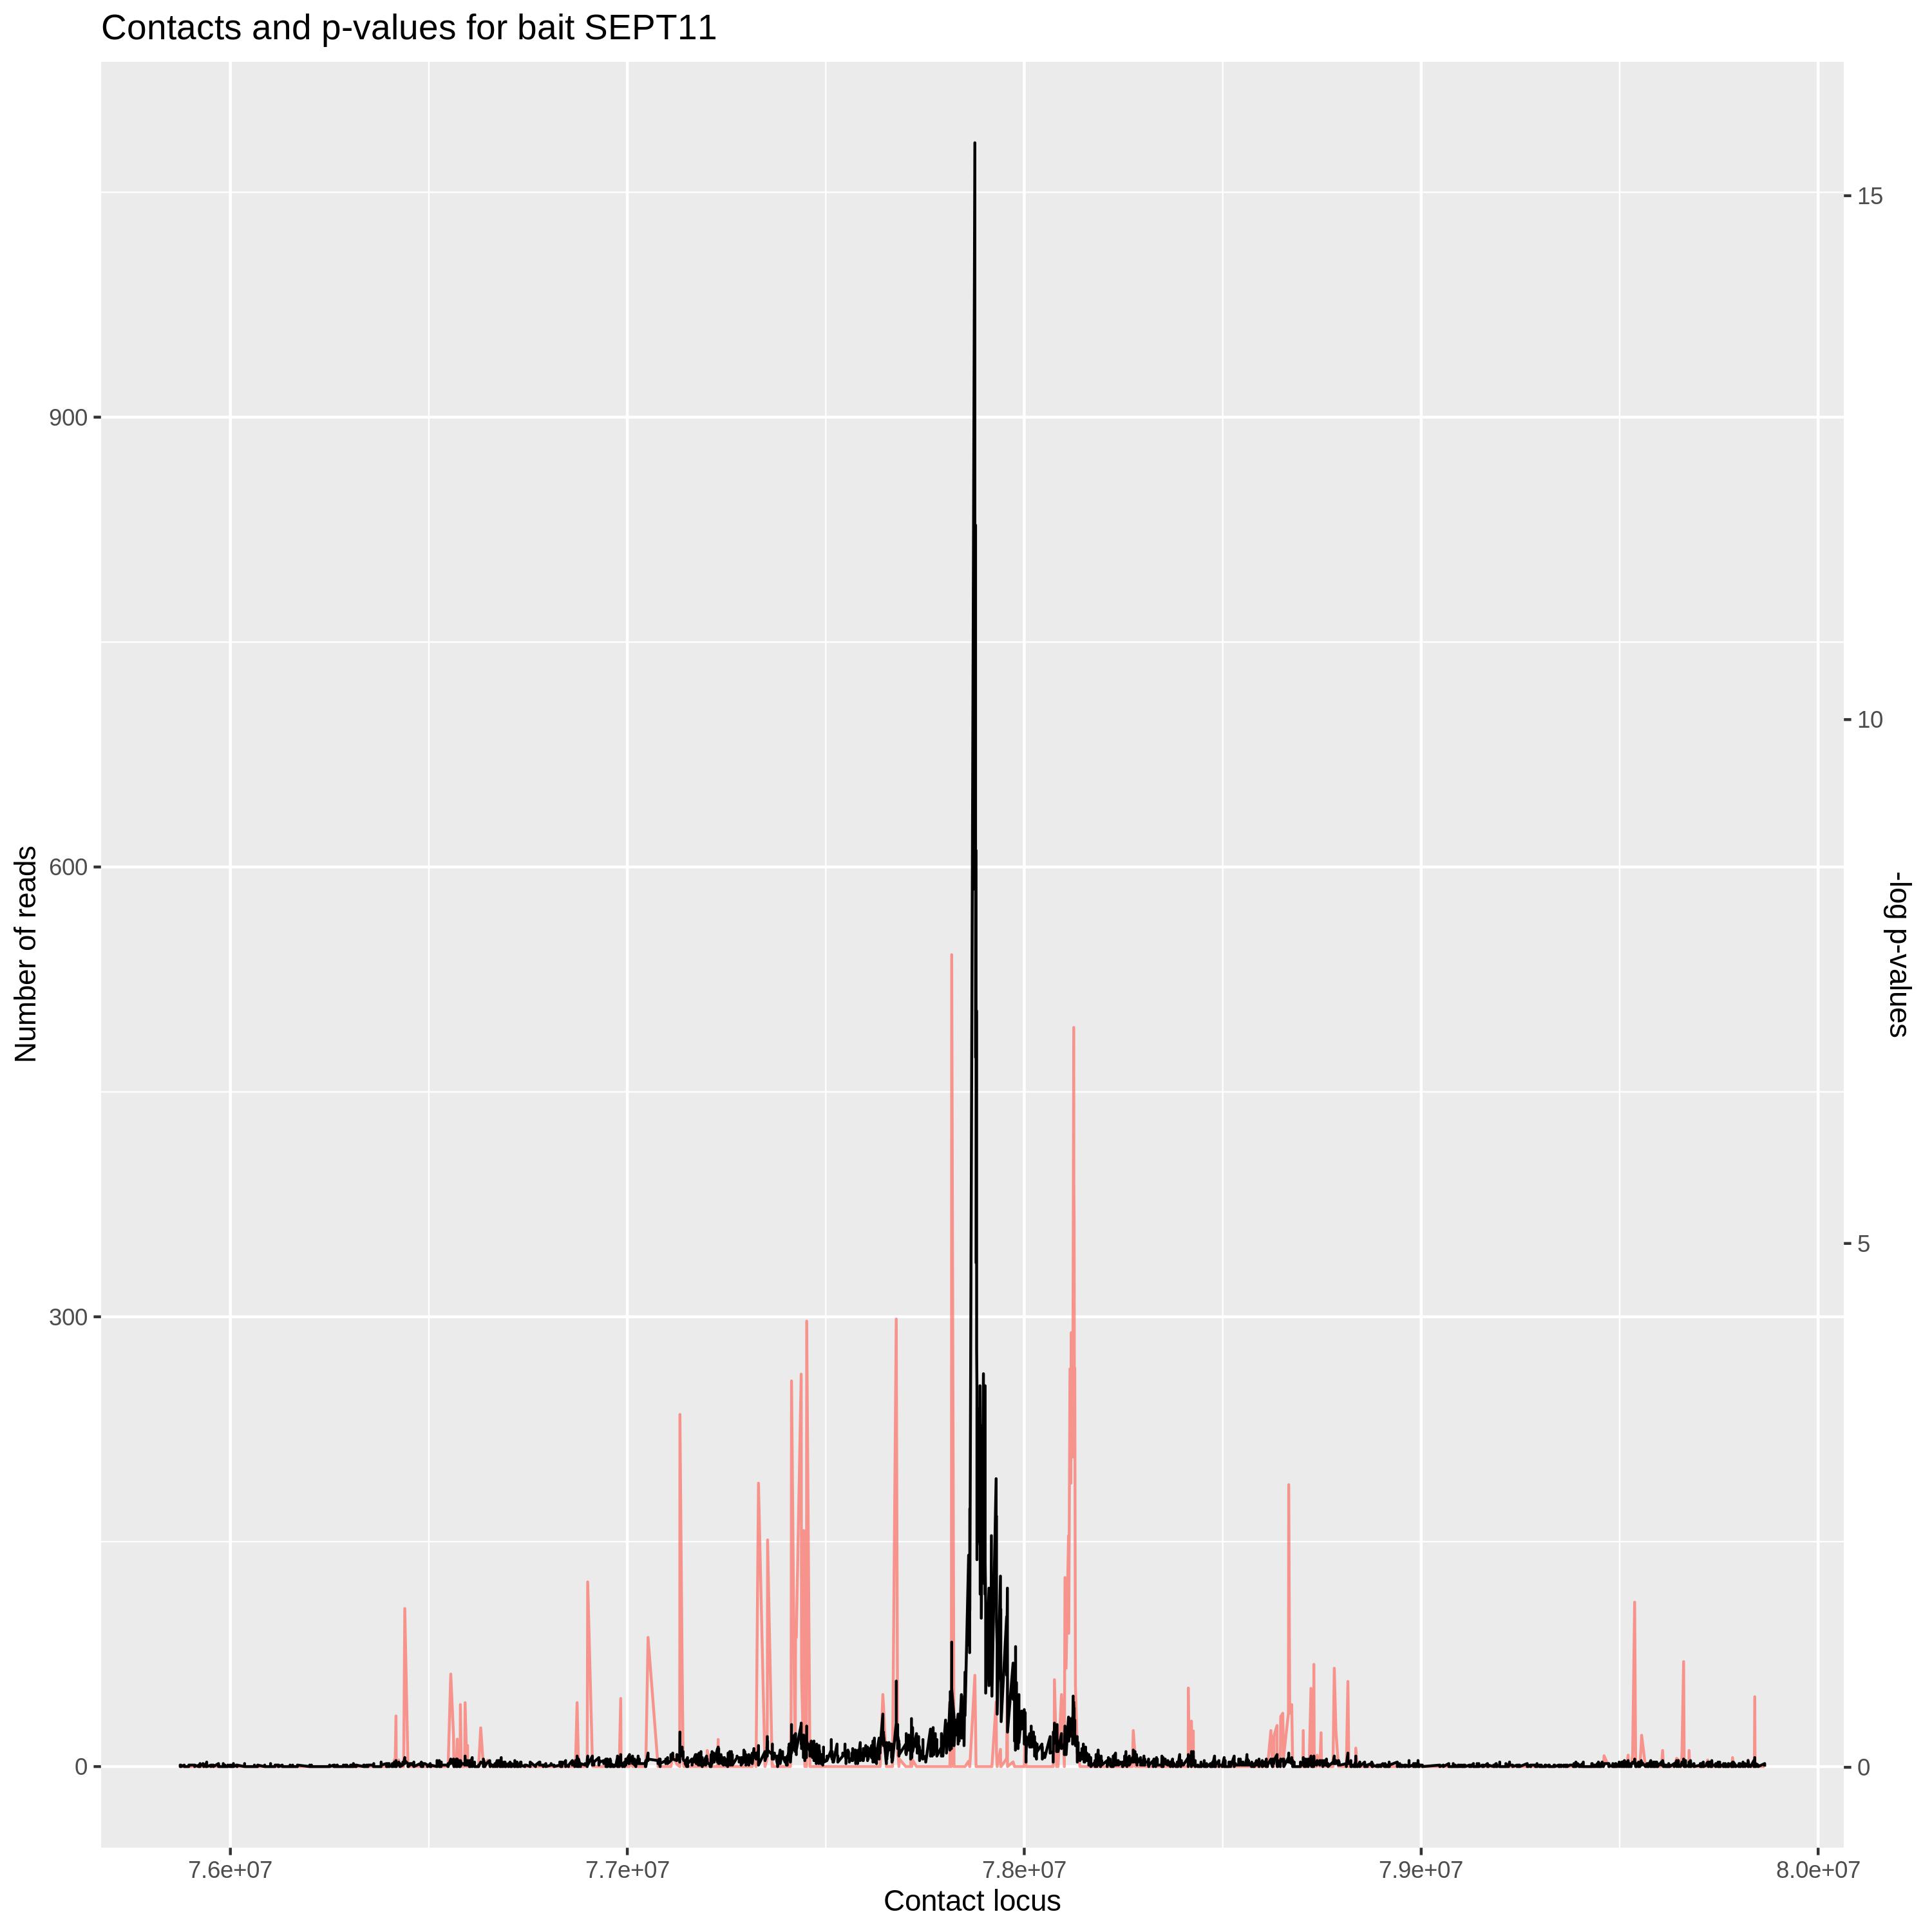 Contacts and p-values for bait SEPT11
900
600
300
0
15
10
5
0
Number of reads
-log p-values
7.6e+07 7.7e+07 7.8e+07 7.9e+07 8.0e+07
Contact locus